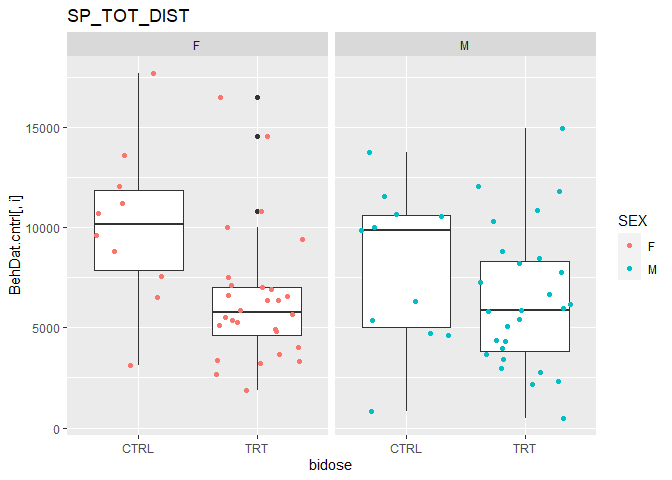 SP_TOT_DIST
F
M
BehDat.cntrl[, i]
15000
10000
5000
0
CTRL
TRT
CTRL
TRT
bidose
SEX
F
M